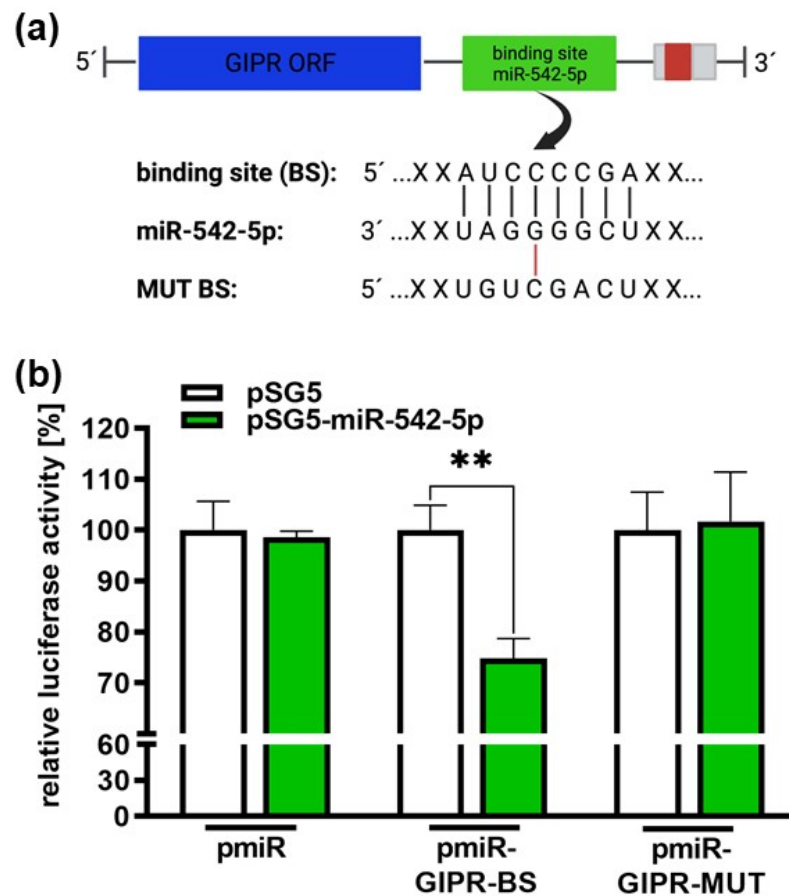 (a)
5´ GIPR ORF binding site 3´
miR-542-5p
binding site (BS): 5´ ...X X A U C C C C G A X X...
miR-542-5p: 3´ ...X X U A G G G G C U X X...
MUT BS: 5´ ...X X U G U C G A C U X X...
(b)
pSG5
pSG5-miR-542-5p
relative luciferase activity [%]
120
110
100
90
80
70
60
30
0
**
pmiR
pmiR-
GIPR-BS
pmiR-
GIPR-MUT